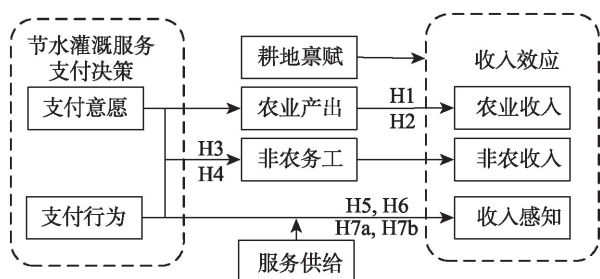 节水灌溉服务
支付决策
耕地禀赋
收入效应
支付意愿
农业产出
H1
H2
农业收入
H3
H4
非农务工
非农收入
支付行为
H5, H6
H7a, H7b
收入感知
服务供给